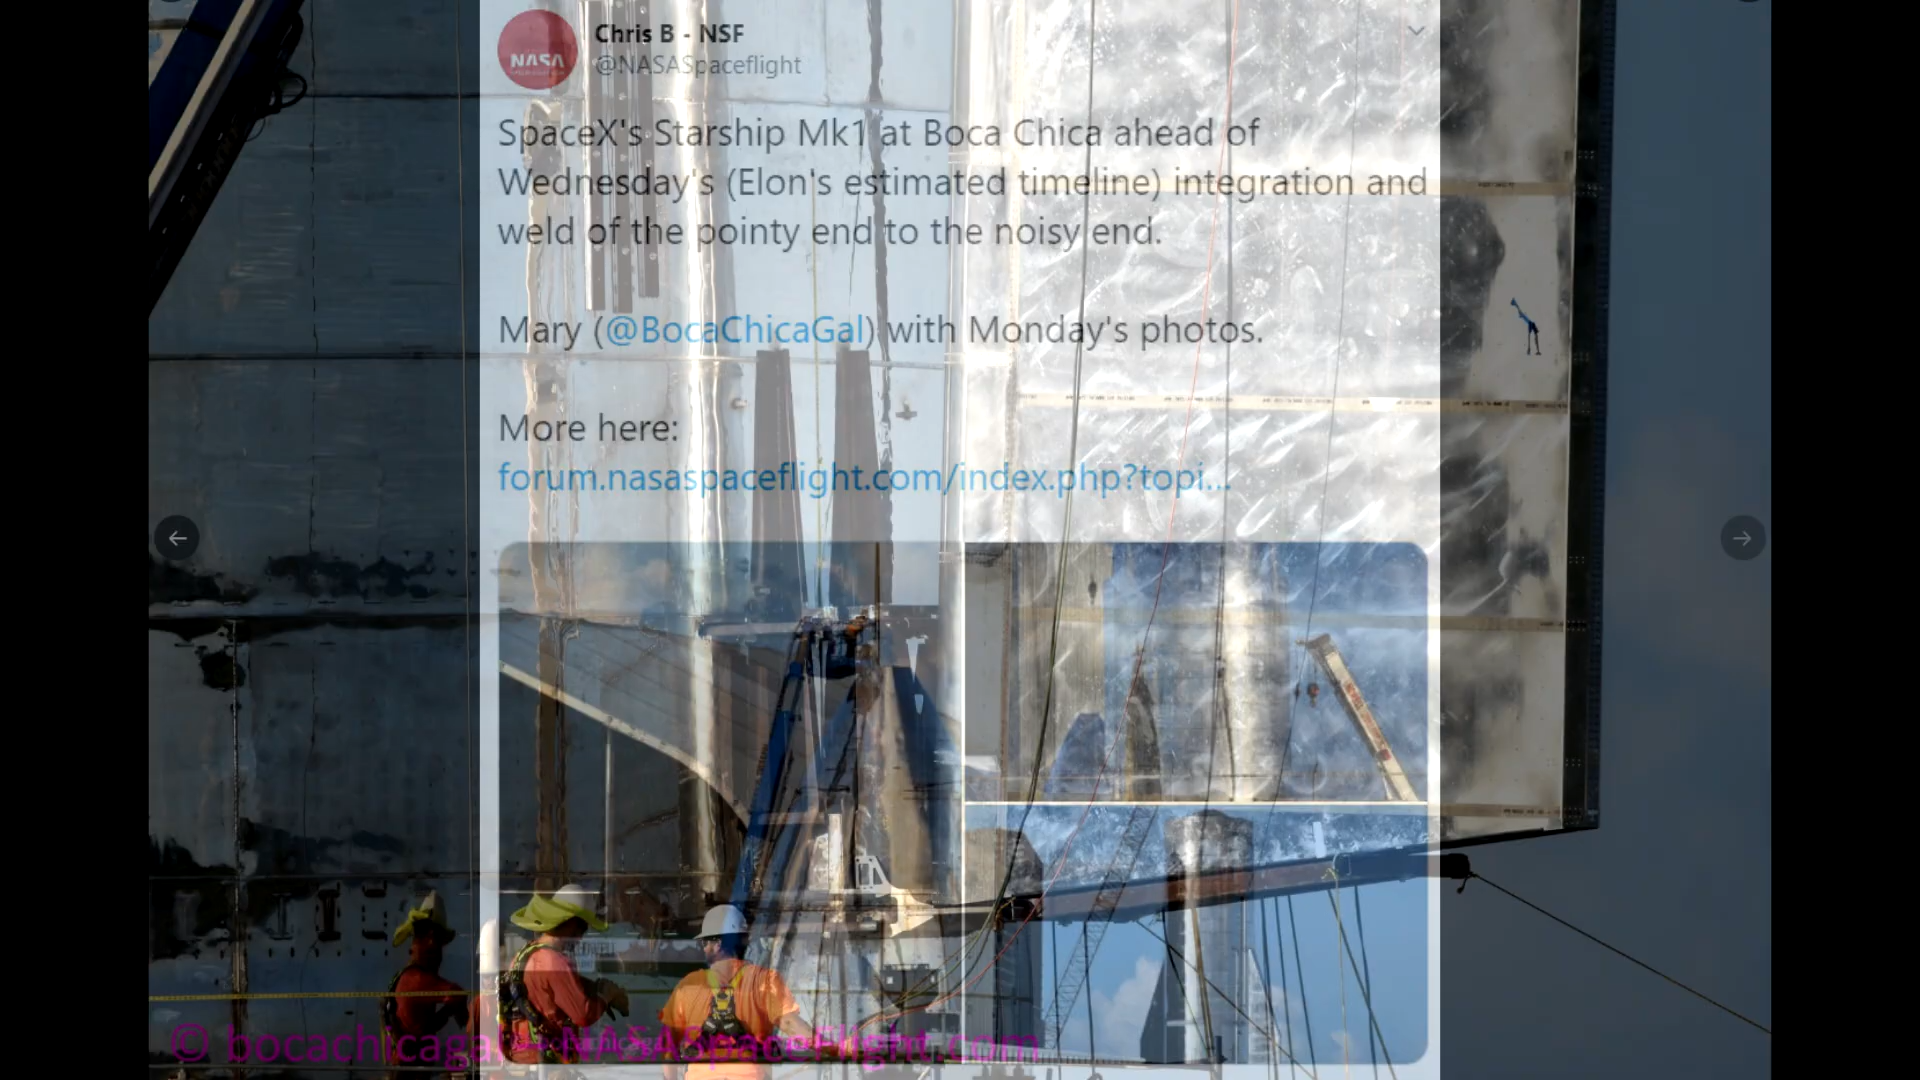 Chris B - NSF
NASA
@NASASpaceflight
SpaceX's Starship Mk1 at Boca Chica ahead of
Wednesday's (Elon's estimated timeline) integration and
weld of the pointy end to the noisy end.
Mary (@BocaChicaGal) with Monday's photos.
More here:
forum.nasaspaceflight.com/index.php?topi...
© bocachicagal - NASASpaceFlight.com